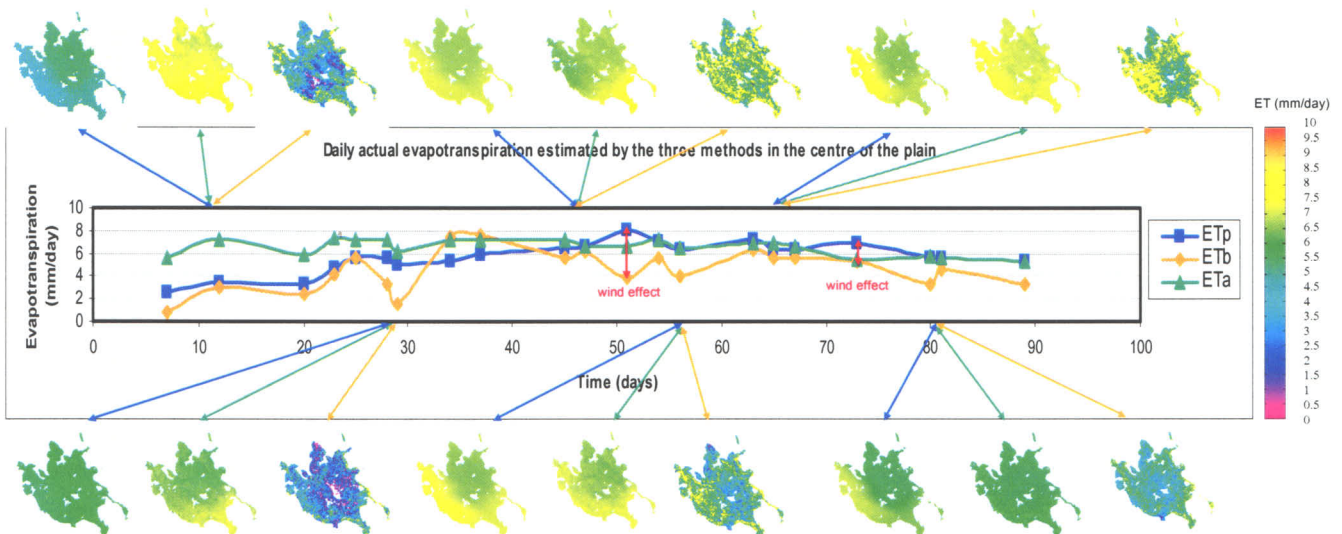 ET (mm/day)
Daily actual evapotranspiration estimated by the three methods in the centre of the plain
10
9.5
9
8.5
8
7.5
7
6.5
6
5.5
5
4.5
4
3.5
3
2.5
2
1.5
1
0.5
0
Evapotranspiration
(mm/day)
10
8
6
4
2
0
wind effect
wind effect
ETp
ETb
ETa
0 10 20 30 40 50 60 70 80 90 100
Time (days)